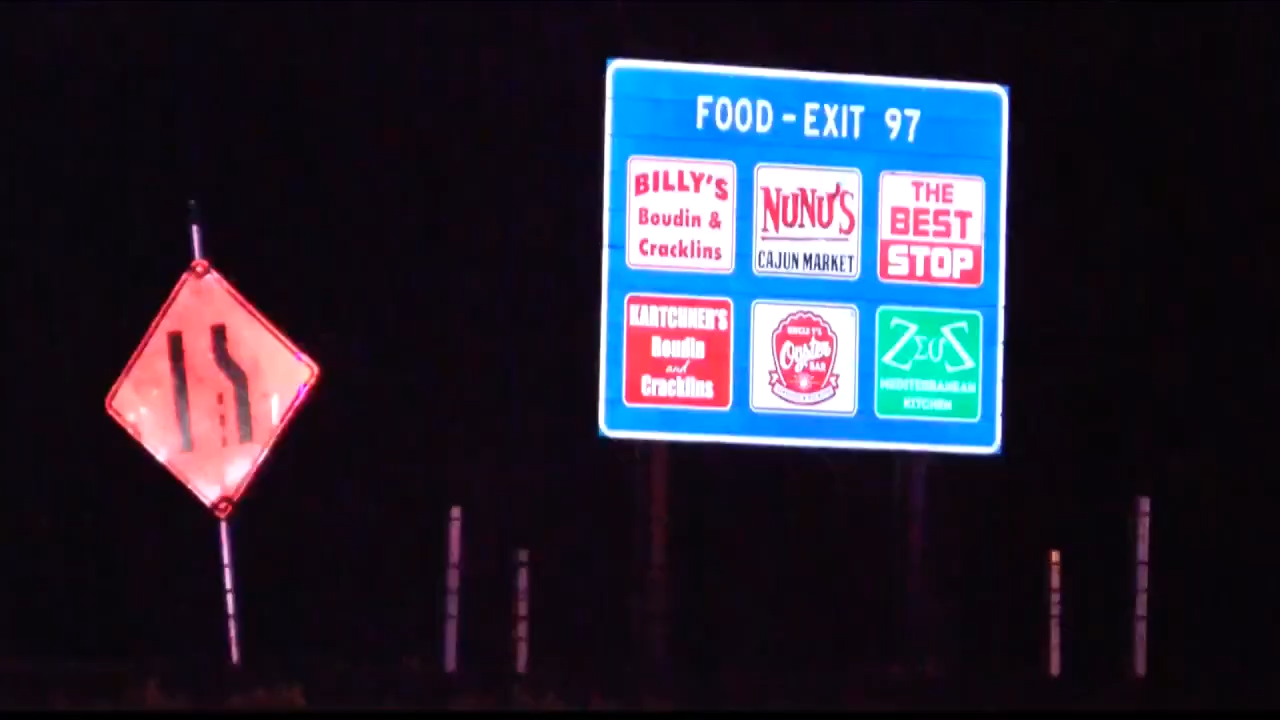 FOOD - EXIT 97
BILLY'S
Boudin &
Cracklins
NUNU'S
CAJUN MARKET
THE
BEST
STOP
KARTCHNER'S
Boudin
and
Cracklins
UNCLE T'S
Oyster
BAR
ZEUS
MEDITERRANEAN
KITCHEN